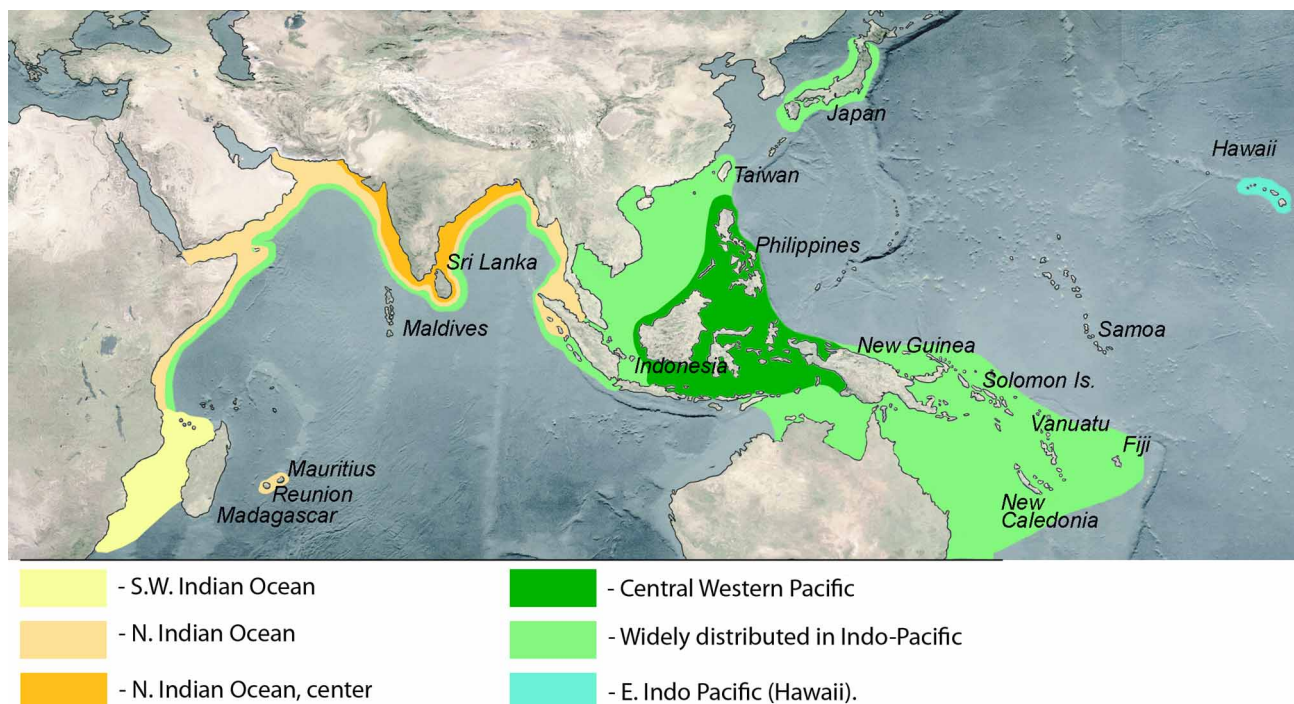 Japan
Hawaii
Taiwan
Philippines
Sri Lanka
Maldives
Samoa
New Guinea
Indonesia
Solomon Is.
Vanuatu
Fiji
Mauritius
Reunion
Madagascar
New
Caledonia
- S.W. Indian Ocean
- N. Indian Ocean
- N. Indian Ocean, center
- Central Western Pacific
- Widely distributed in Indo-Pacific
- E. Indo Pacific (Hawaii).